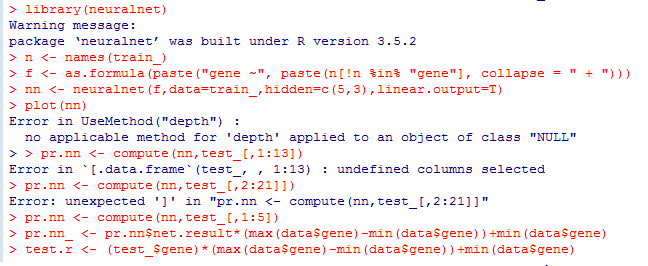 > library(neuralnet)
Warning message:
package ‘neuralnet’ was built under R version 3.5.2
> n <- names(train_)
> f <- as.formula(paste("gene ~", paste(n[!n %in% "gene"], collapse = " + ")))
> nn <- neuralnet(f,data=train_,hidden=c(5,3),linear.output=T)
> plot(nn)
Error in UseMethod("depth") :
  no applicable method for 'depth' applied to an object of class "NULL"
> > pr.nn <- compute(nn,test_[,1:13])
Error in `[.data.frame`(test_, , 1:13) : undefined columns selected
> pr.nn <- compute(nn,test_[,2:21]])
Error: unexpected ']' in "pr.nn <- compute(nn,test_[,2:21]]"
> pr.nn <- compute(nn,test_[,1:5])
> pr.nn_ <- pr.nn$net.result*(max(data$gene)-min(data$gene))+min(data$gene)
> test.r <- (test_$gene)*(max(data$gene)-min(data$gene))+min(data$gene)